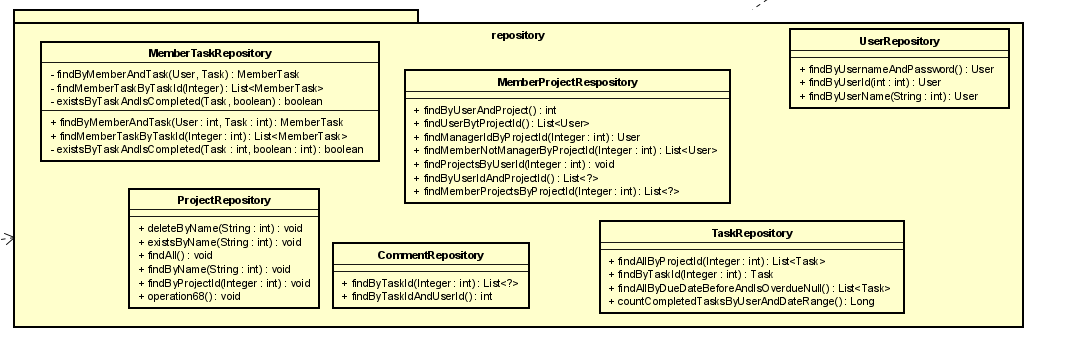 repository
MemberTaskRepository
- findByMemberAndTask(User, Task) : MemberTask
- findMemberTaskByTaskId(Integer) : List<MemberTask>
- existsByTaskAndIsCompleted(Task, boolean) : boolean
+ findByMemberAndTask(User : int, Task : int) : MemberTask
+ findMemberTaskByTaskId(Integer : int) : List<MemberTask>
- existsByTaskAndIsCompleted(Task : int, boolean : int) : boolean
MemberProjectRespository
+ findByUserAndProject() : int
+ findUserBytProjectId() : List<User>
+ findManagerIdByProjectId(Integer : int) : User
+ findMemberNotManagerByProjectId(Integer : int) : List<User>
+ findProjectsByUserId(Integer : int) : void
+ findByUserIdAndProjectId() : List<?>
+ findMemberProjectsByProjectId(Integer : int) : List<?>
UserRepository
+ findByUsernameAndPassword() : User
+ findByUserId(int : int) : User
+ findByUserName(String : int) : User
ProjectRepository
+ deleteByName(String : int) : void
+ existsByName(String : int) : void
+ findAll() : void
+ findByName(String : int) : void
+ findByProjectId(Integer : int) : void
+ operation68() : void
CommentRepository
+ findByTaskId(Integer : int) : List<?>
+ findByTaskIdAndUserId() : int
TaskRepository
+ findAllByProjectId(Integer : int) : List<Task>
+ findByTaskId(Integer : int) : Task
+ findAllByDueDateBeforeAndIsOverdueNull() : List<Task>
+ countCompletedTasksByUserAndDateRange() : Long